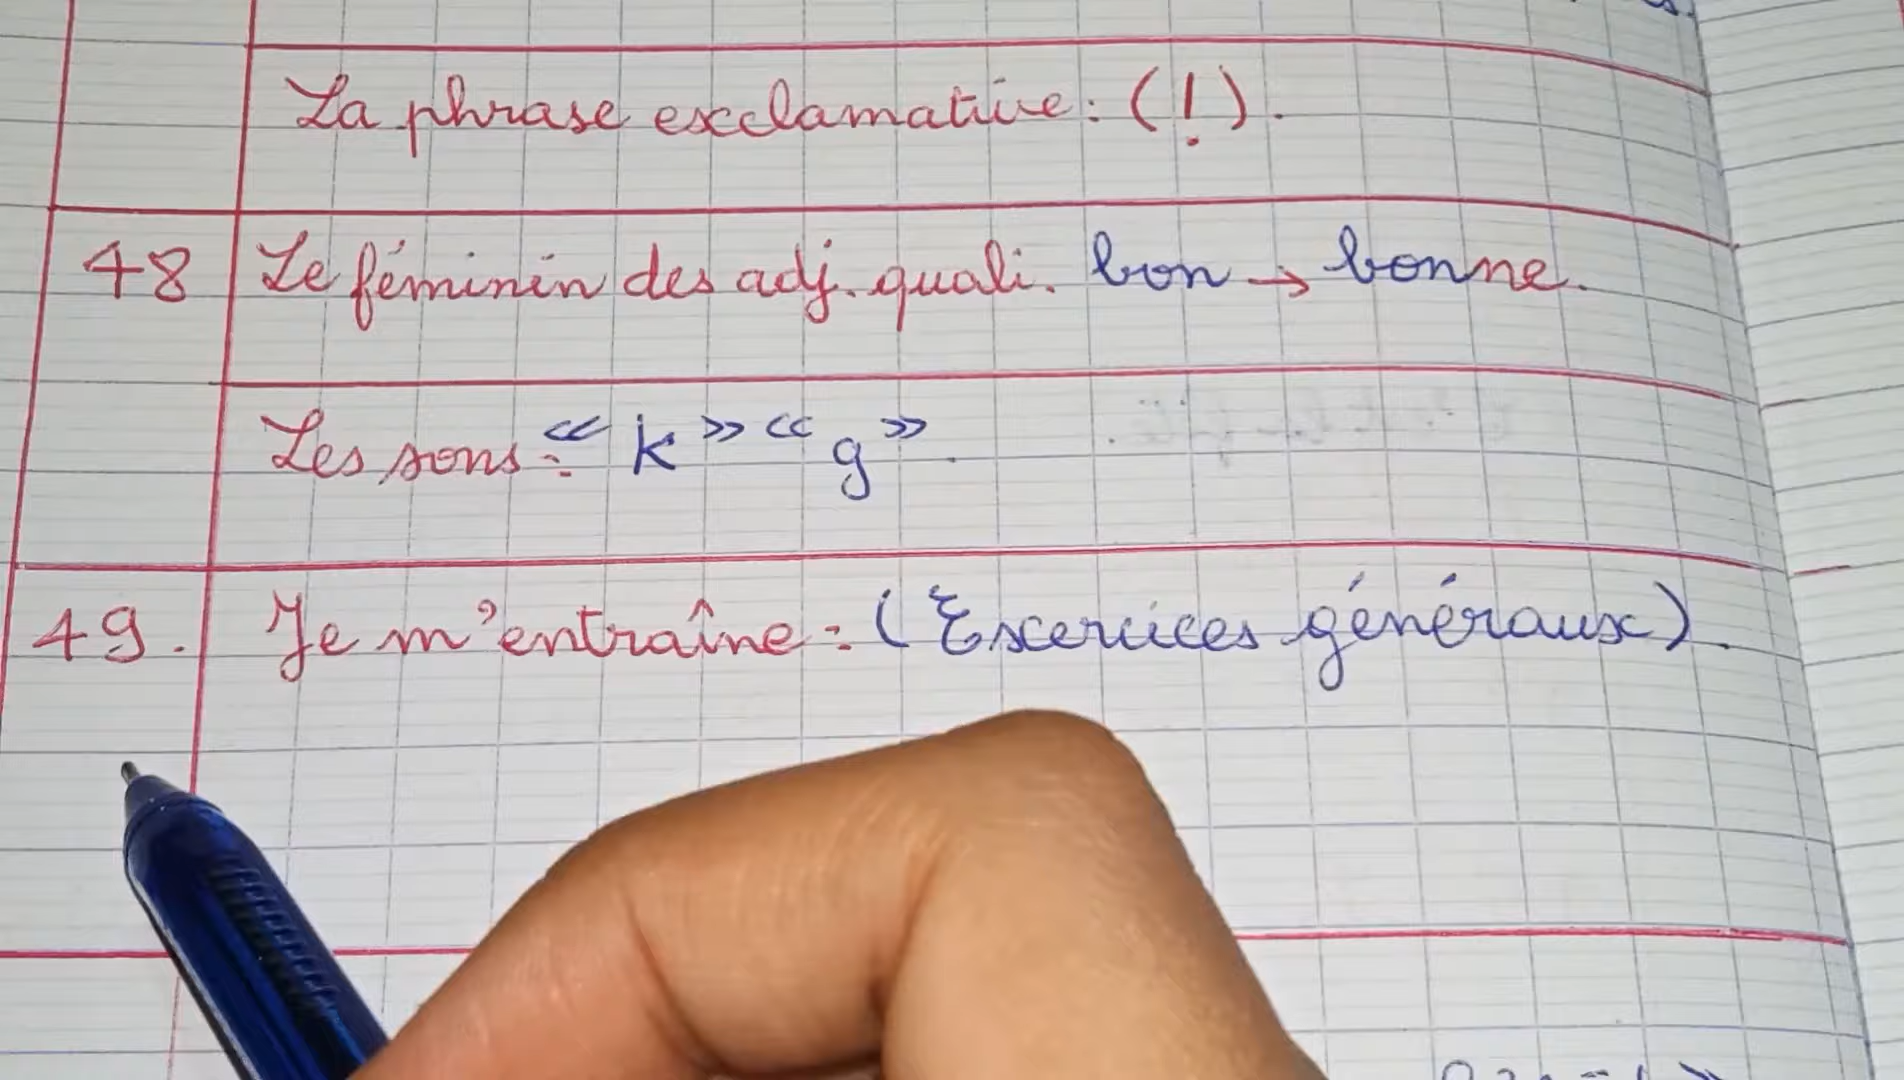 La phrase exclamative : (!).
48 Le féminin des adj. quali. bon → bonne.
Les sons : « k » « g ».
49. Je m'entraîne : (Exercices généraux).